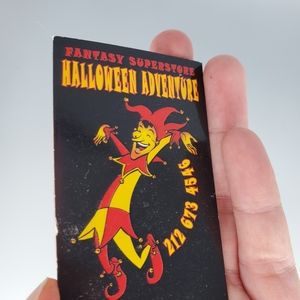 FANTASY SUPERSTORE
HALLOWEEN ADVENTURE
212 673 4546